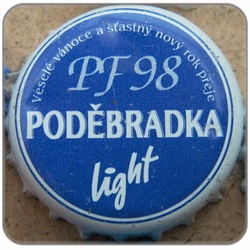 Veselé vánoce a šťastný nový rok přeje
PF 98
PODĚBRADKA
light